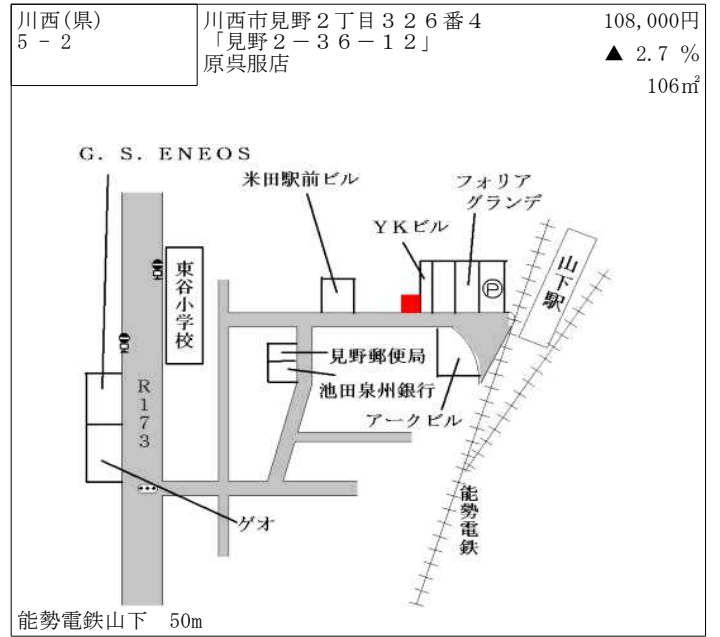 川西(県)
5 - 2
川西市見野２丁目３２６番４
「見野２－３６－１２」
原呉服店
108,000円
▲ 2.7 %
106㎡
G. S. ENEOS
米田駅前ビル
フォリア
グランデ
ＹＫビル
山下駅
東谷小学校
Ｐ
見野郵便局
池田泉州銀行
アークビル
Ｒ１７３
ゲオ
能勢電鉄
能勢電鉄山下　50m